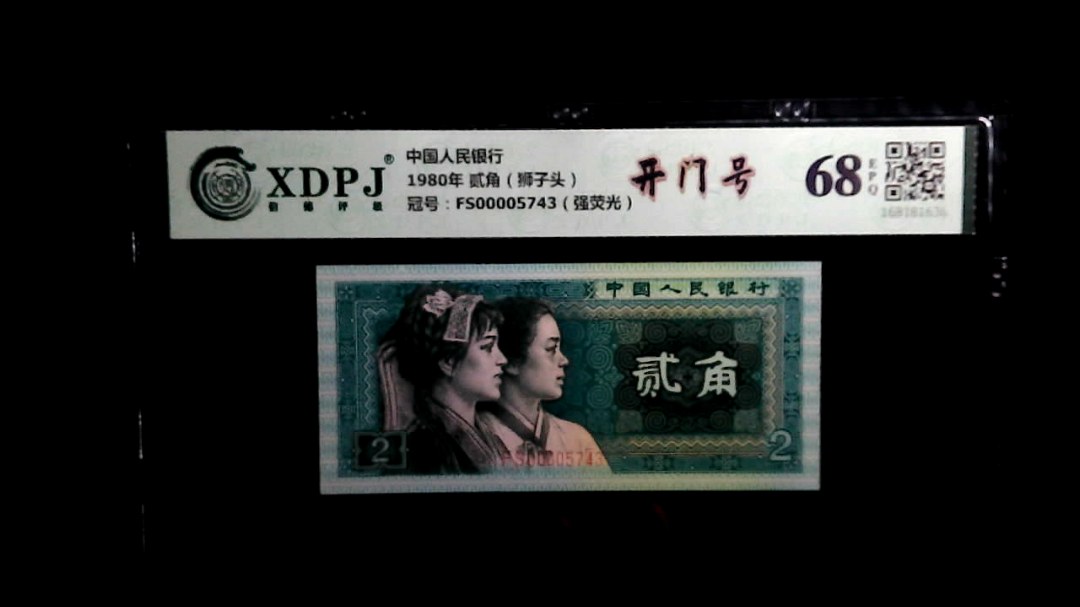 XDPJ®
中国人民银行
1980年 贰角（狮子头）
冠号：FS00005743（强荧光）
开门号
68
EPQ
中国人民银行
贰角
2
2
FS00005743